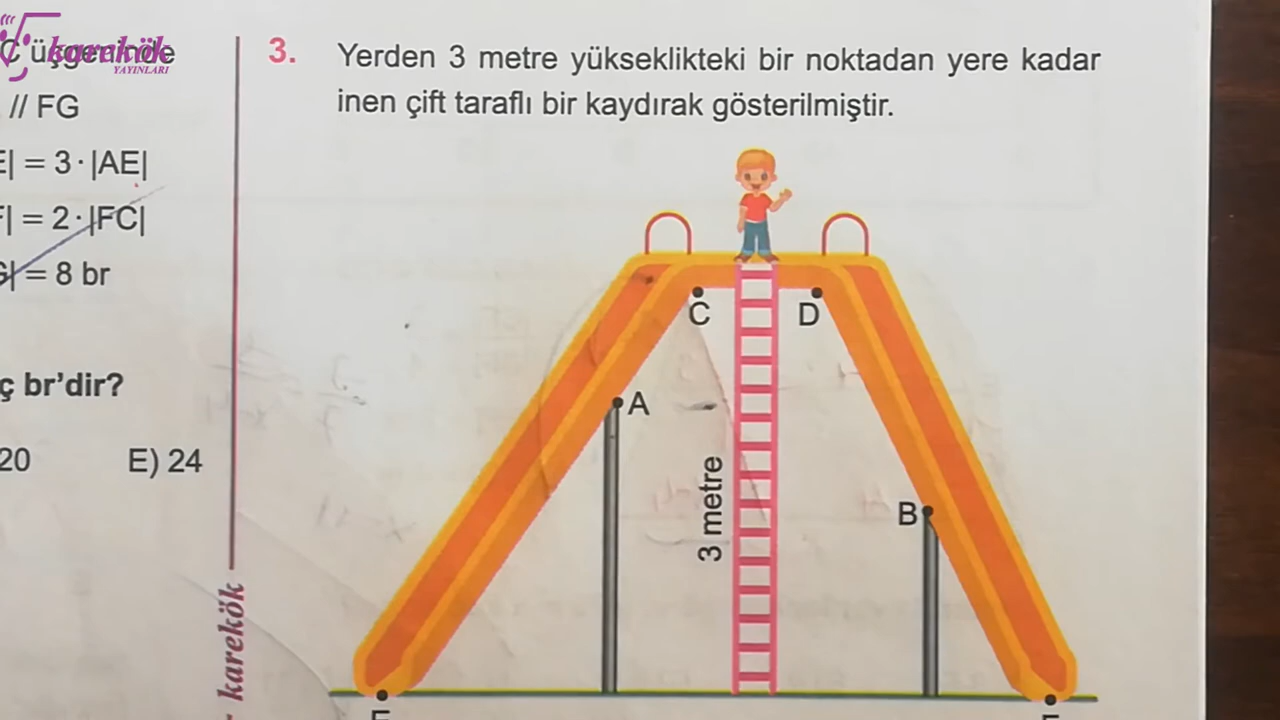 karekök
YAYINLARI
C üçgeninde
// FG
E| = 3 · |AE|
F| = 2 · |FC|
G| = 8 br
ç br'dir?
20
E) 24
karekök
3.
Yerden 3 metre yükseklikteki bir noktadan yere kadar
inen çift taraflı bir kaydırak gösterilmiştir.
C
D
A
3 metre
B